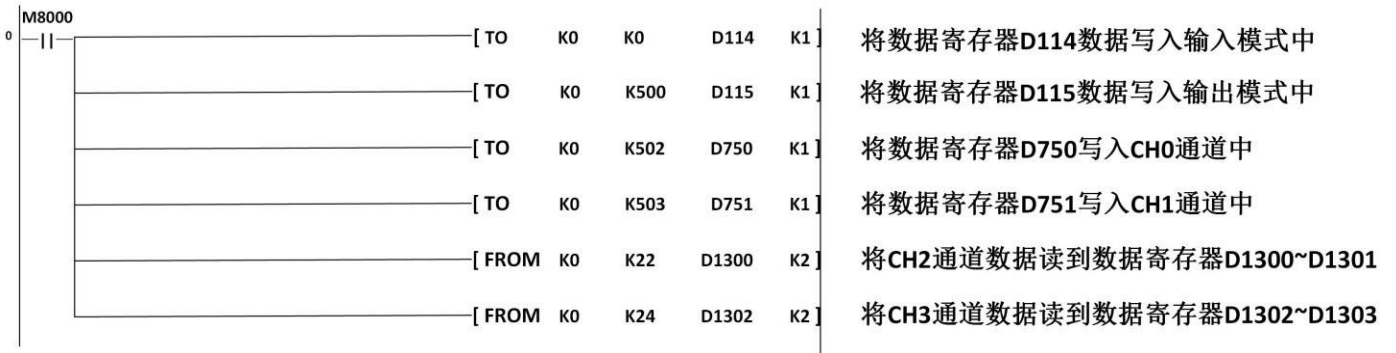 M8000
0
[ TO K0 K0 D114 K1 ] 将数据寄存器D114数据写入输入模式中
[ TO K0 K500 D115 K1 ] 将数据寄存器D115数据写入输出模式中
[ TO K0 K502 D750 K1 ] 将数据寄存器D750写入CH0通道中
[ TO K0 K503 D751 K1 ] 将数据寄存器D751写入CH1通道中
[ FROM K0 K22 D1300 K2 ] 将CH2通道数据读到数据寄存器D1300~D1301
[ FROM K0 K24 D1302 K2 ] 将CH3通道数据读到数据寄存器D1302~D1303